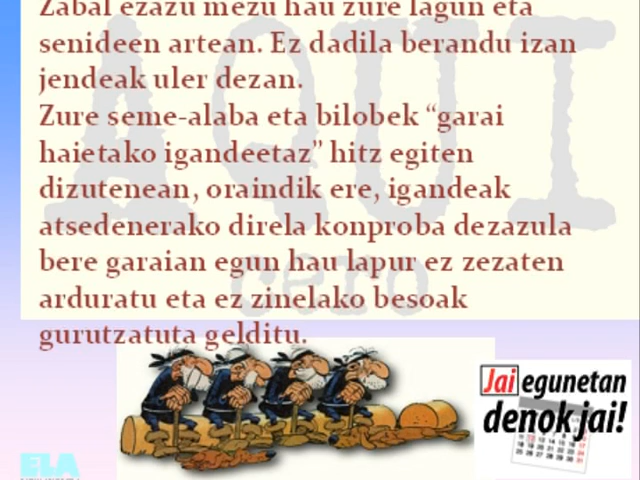 Zabal ezazu mezu hau zure lagun eta
senideen artean. Ez dadila berandu izan
jendeak uler dezan.
Zure seme-alaba eta bilobek “garai
haietako igandeetaz” hitz egiten
dizutenean, oraindik ere, igandeak
atsedenerako direla konproba dezazula
bere garaian egun hau lapur ez zezaten
arduratu eta ez zinelako besoak
gurutzatuta gelditu.
AQUI
cero
Jai egunetan
denok jai!
ELA